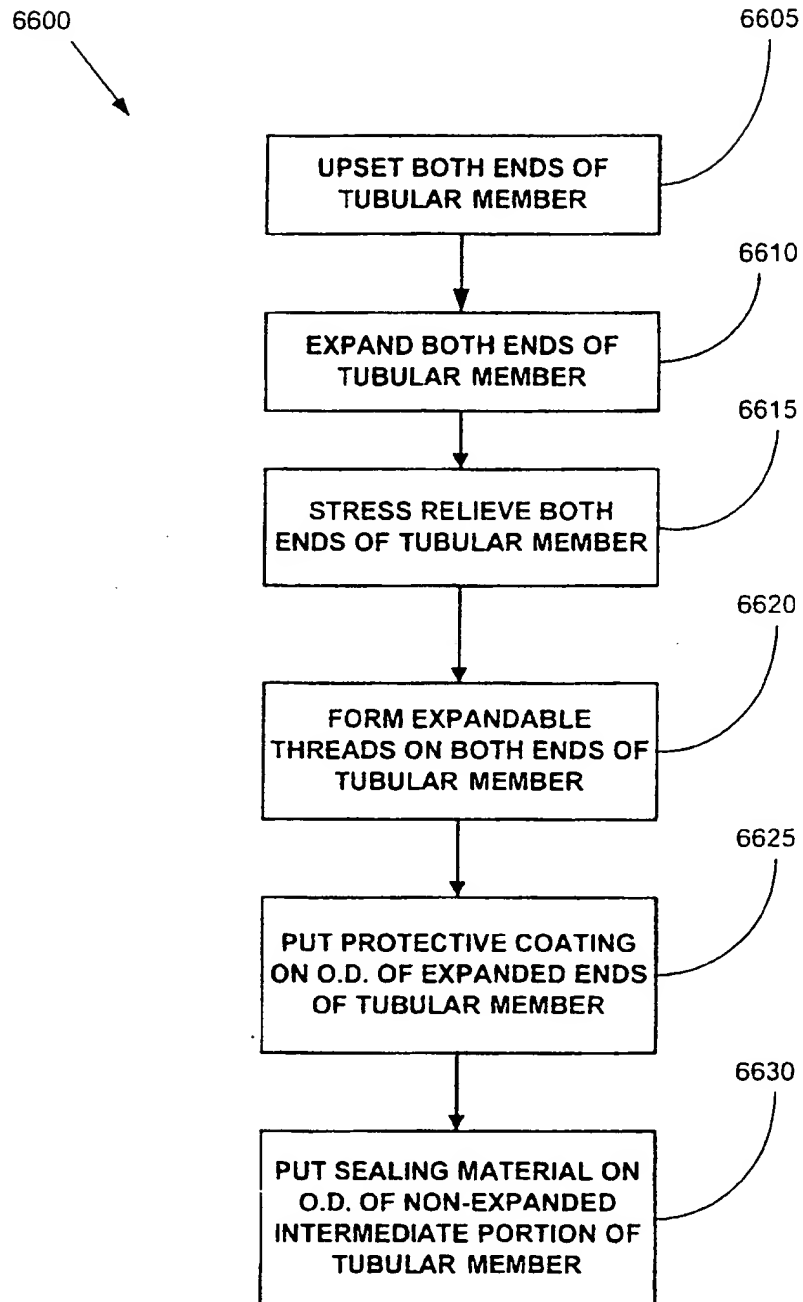 6600
6605
UPSET BOTH ENDS OF
TUBULAR MEMBER
6610
EXPAND BOTH ENDS OF
TUBULAR MEMBER
6615
STRESS RELIEVE BOTH
ENDS OF TUBULAR MEMBER
6620
FORM EXPANDABLE
THREADS ON BOTH ENDS OF
TUBULAR MEMBER
6625
PUT PROTECTIVE COATING
ON O.D. OF EXPANDED ENDS
OF TUBULAR MEMBER
6630
PUT SEALING MATERIAL ON
O.D. OF NON-EXPANDED
INTERMEDIATE PORTION OF
TUBULAR MEMBER